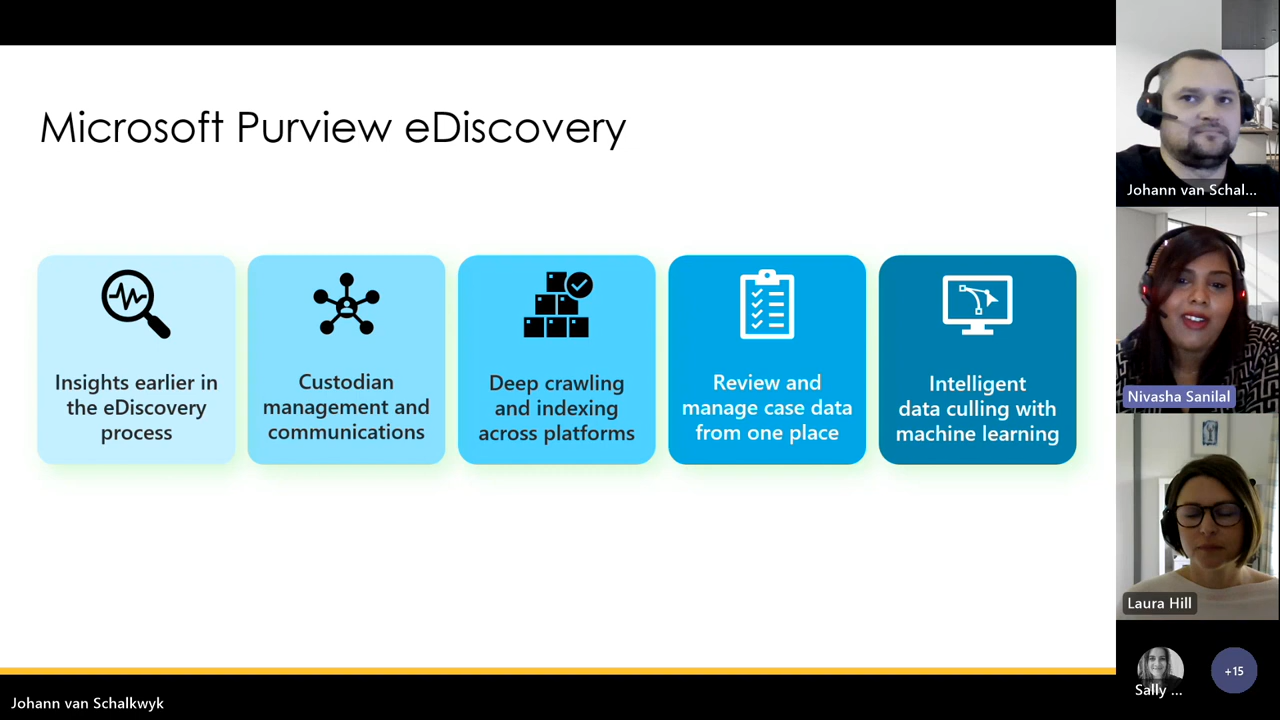 Microsoft Purview eDiscovery
Insights earlier in
the eDiscovery
process
Custodian
management and
communications
Deep crawling
and indexing
across platforms
Review and
manage case data
from one place
Intelligent
data culling with
machine learning
Johann van Schal...
Nivasha Sanilal
Laura Hill
Sally ...
+15
Johann van Schalkwyk